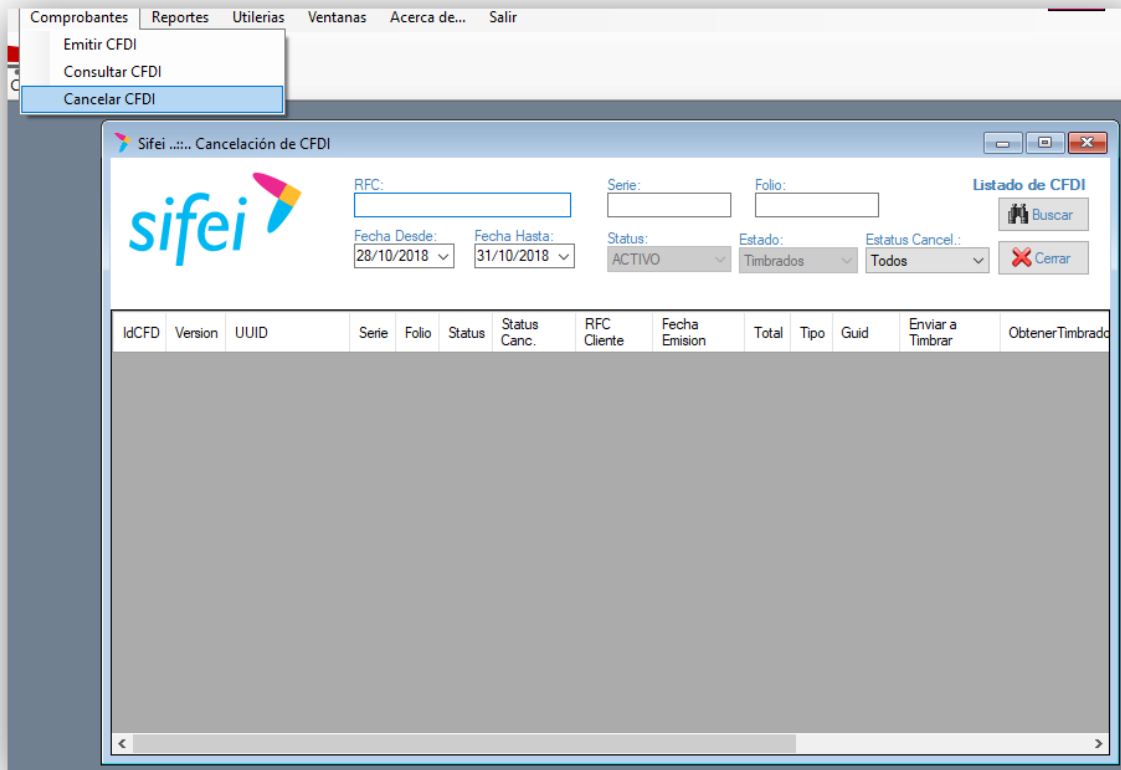 Comprobantes Reportes Utilerias Ventanas Acerca de... Salir
Emitir CFDI
Consultar CFDI
Cancelar CFDI
Sifei ..::.. Cancelación de CFDI
sifei
RFC: Serie: Folio: Listado de CFDI
Buscar
Fecha Desde: Fecha Hasta: Status: Estado: Estatus Cancel.:
28/10/2018 31/10/2018 ACTIVO Timbrados Todos Cerrar
IdCFD Version UUID Serie Folio Status Status Canc. RFC Cliente Fecha Emision Total Tipo Guid Enviar a Timbrar ObtenerTimbrado